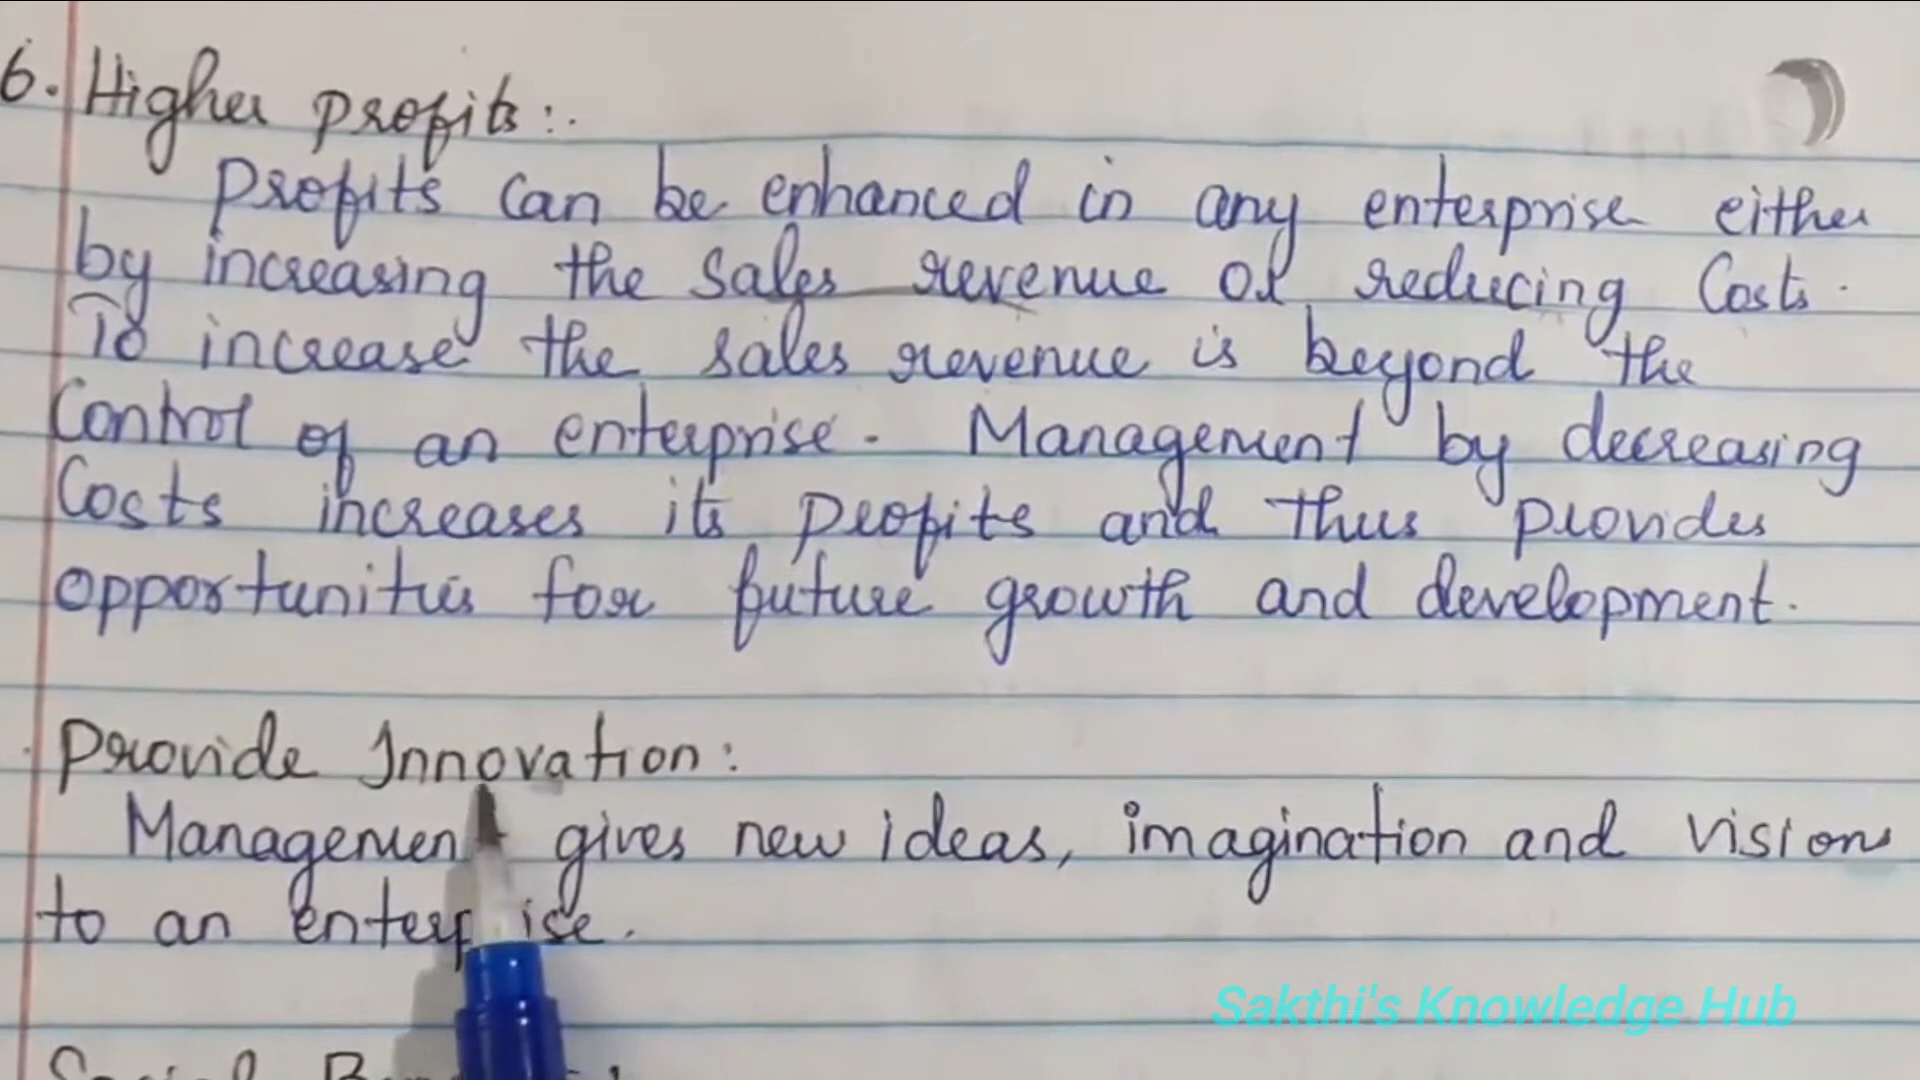 6. Higher profits:.
Profits can be enhanced in any enterprise either
by increasing the sales revenue or reducing Costs.
To increase the sales revenue is beyond the
Control of an enterprise. Management by decreasing
Costs increases its profits and thus provides
opportunities for future growth and development.
Provide Innovation:
Management gives new ideas, imagination and vision
to an enterprise.
Sakthi's Knowledge Hub
Social